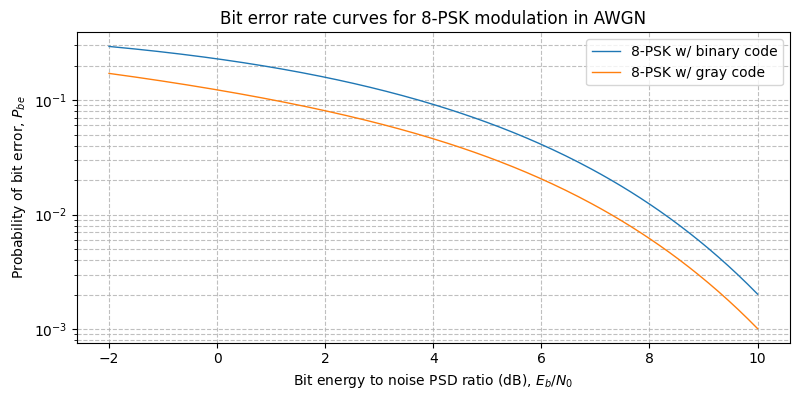 Bit error rate curves for 8-PSK modulation in AWGN
8-PSK w/ binary code
8-PSK w/ gray code
Probability of bit error, P_{be}
10^{-1}
10^{-2}
10^{-3}
−2 0 2 4 6 8 10
Bit energy to noise PSD ratio (dB), E_b/N_0